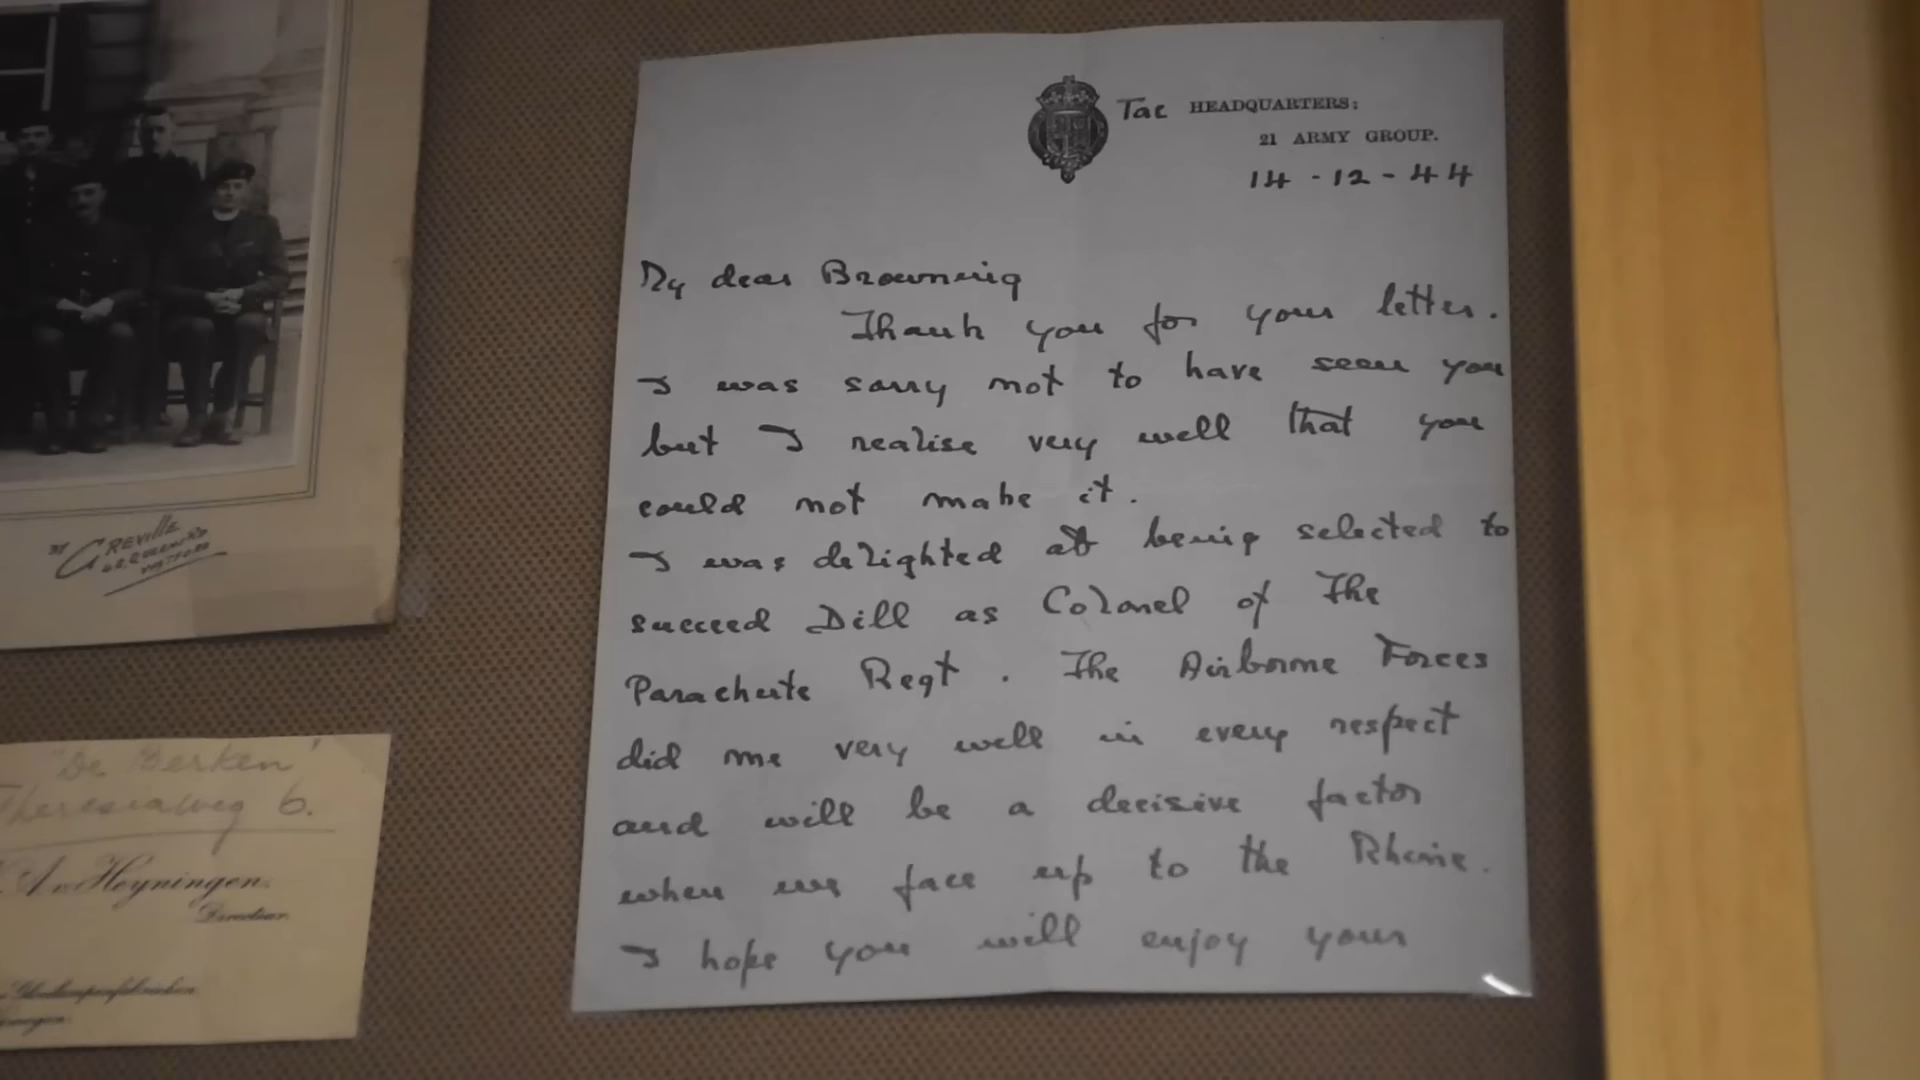 Tac HEADQUARTERS:
21 ARMY GROUP.
14-12-44
My dear Browning
Thank you for your letter.
I was sorry not to have seen you
but I realise very well that you
could not make it.
I was delighted at being selected to
succeed Dill as Colonel of The
Parachute Regt. The Airborne Forces
did me very well in every respect
and will be a decisive factor
when we face up to the Rhine.
I hope you will enjoy your
BY GREVILLE
"De Berken"
Theresiaweg 6.
A. v. Heyningen.
Directeur.